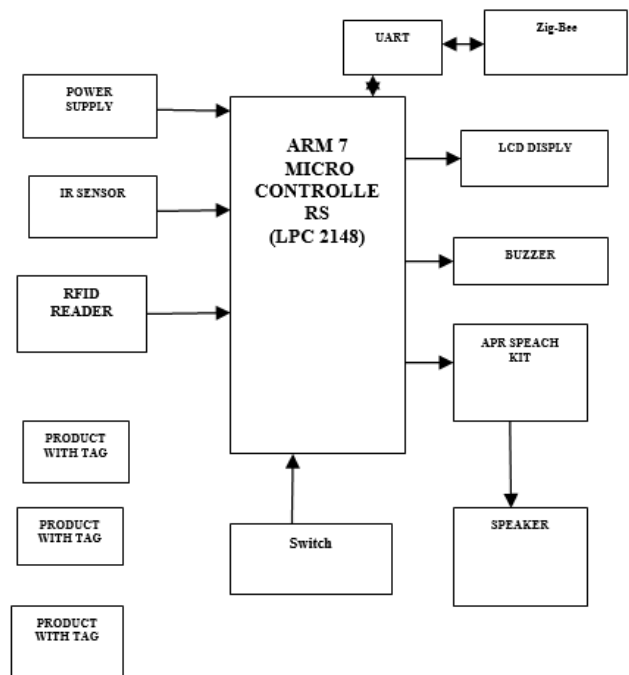 UART
Zig-Bee
POWER
SUPPLY
ARM 7
MICRO
CONTROLLE
RS
(LPC 2148)
LCD DISPLY
IR SENSOR
BUZZER
RFID
READER
APR SPEACH
KIT
PRODUCT
WITH TAG
PRODUCT
WITH TAG
Switch
SPEAKER
PRODUCT
WITH TAG